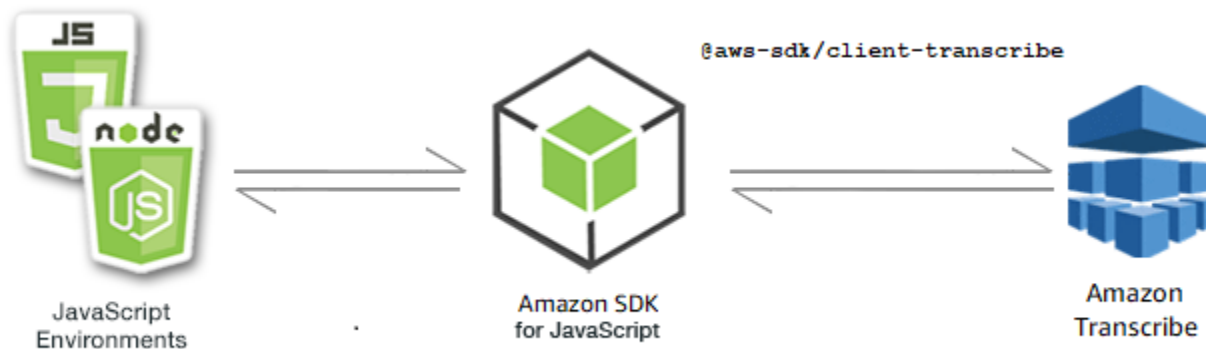 JS
node
JS
@aws-sdk/client-transcribe
JavaScript
Environments
Amazon SDK
for JavaScript
Amazon
Transcribe